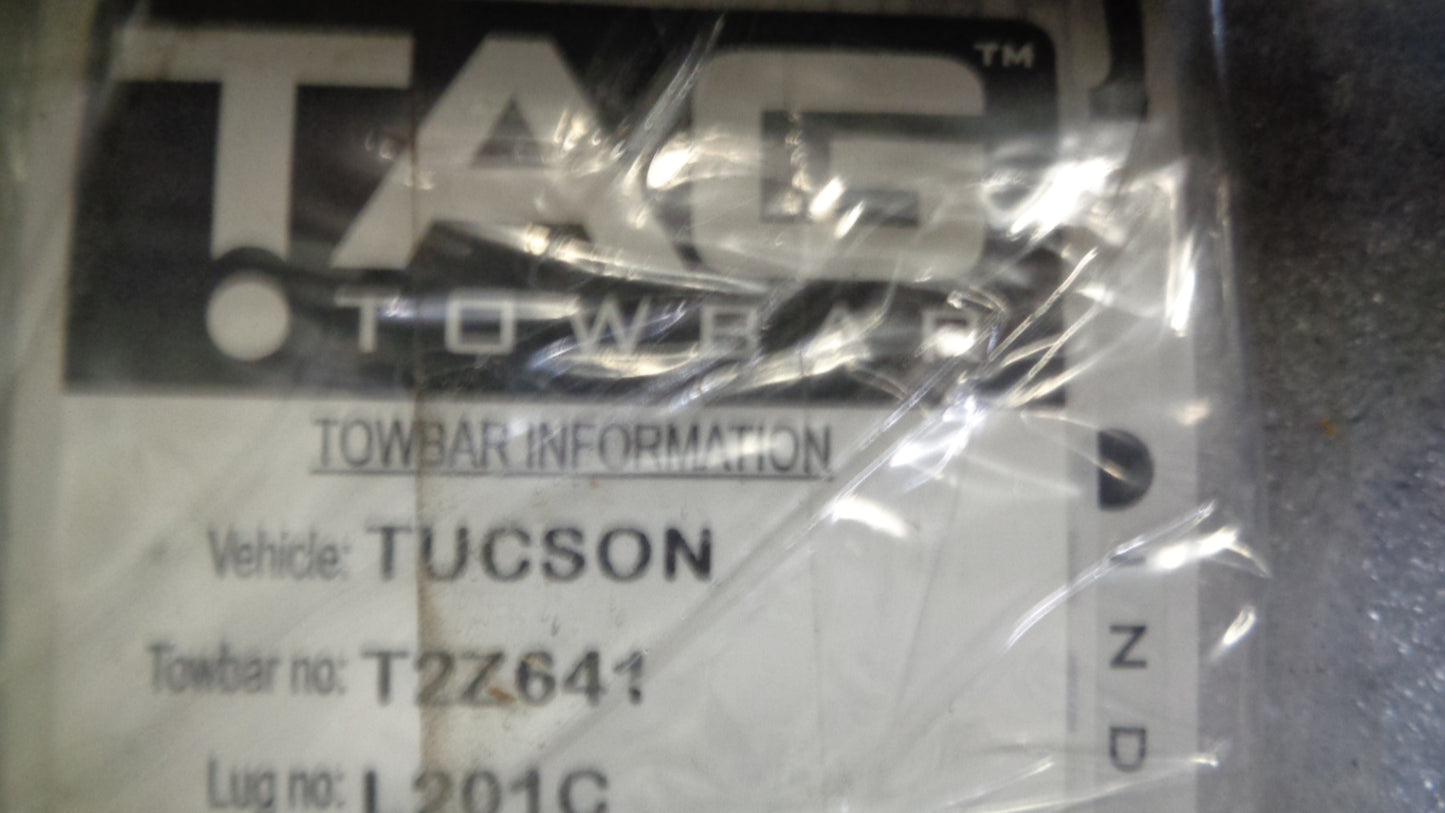 TAG™
TOWBAR
TOWBAR INFORMATION
Vehicle: TUCSON
Towbar no: T2Z641
Lug no: L201C